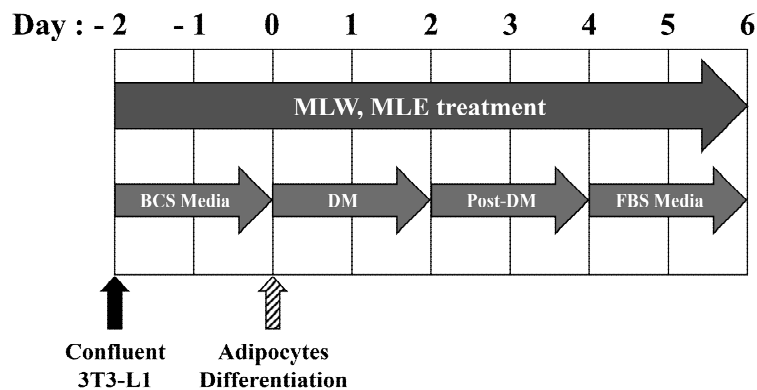 Day : - 2 - 1 0 1 2 3 4 5 6
MLW, MLE treatment
BCS Media DM Post-DM FBS Media
Confluent
3T3-L1
Adipocytes
Differentiation